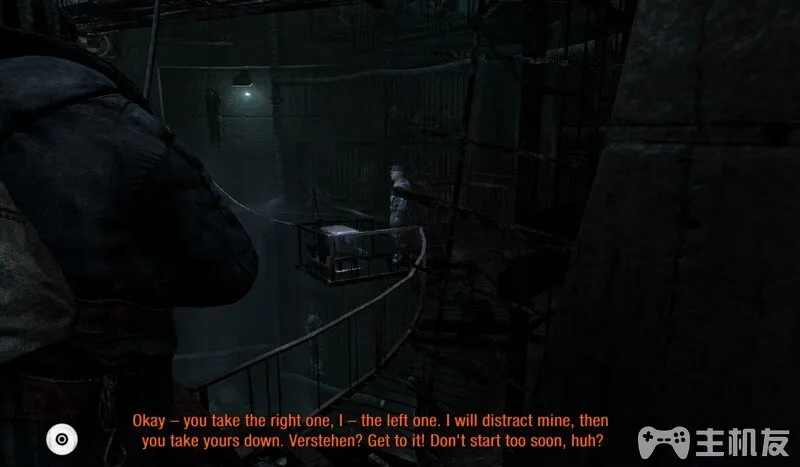 Okay – you take the right one, I – the left one. I will distract mine, then
you take yours down. Verstehen? Get to it! Don't start too soon, huh?
主机友